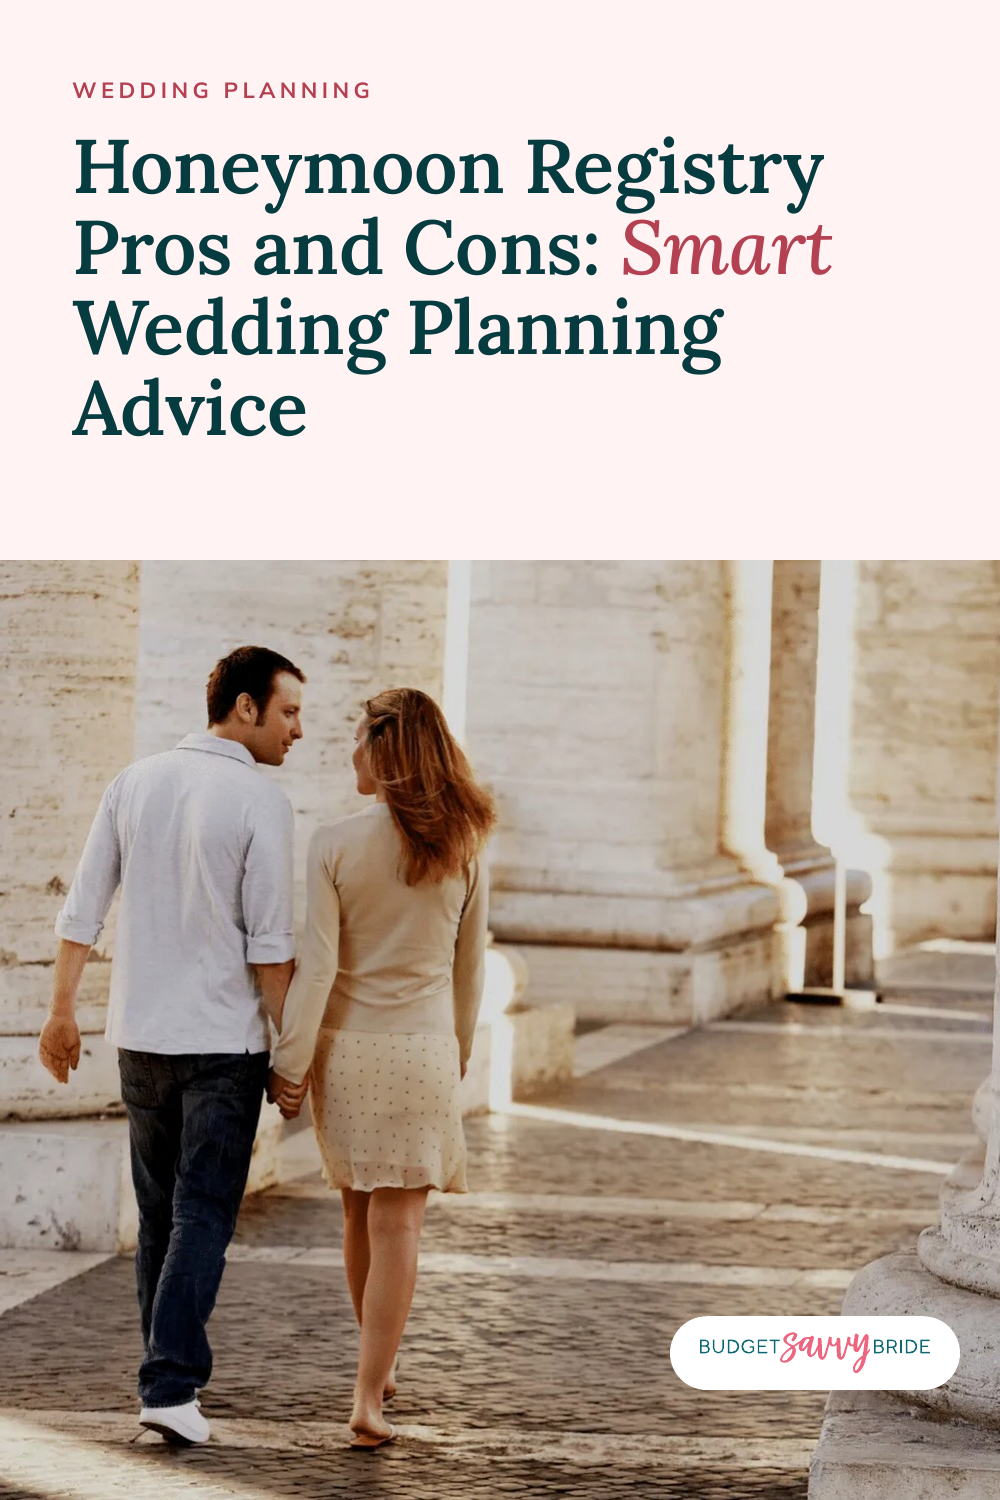 WEDDING PLANNING
Honeymoon Registry
Pros and Cons: Smart
Wedding Planning
Advice
BUDGET savvy BRIDE